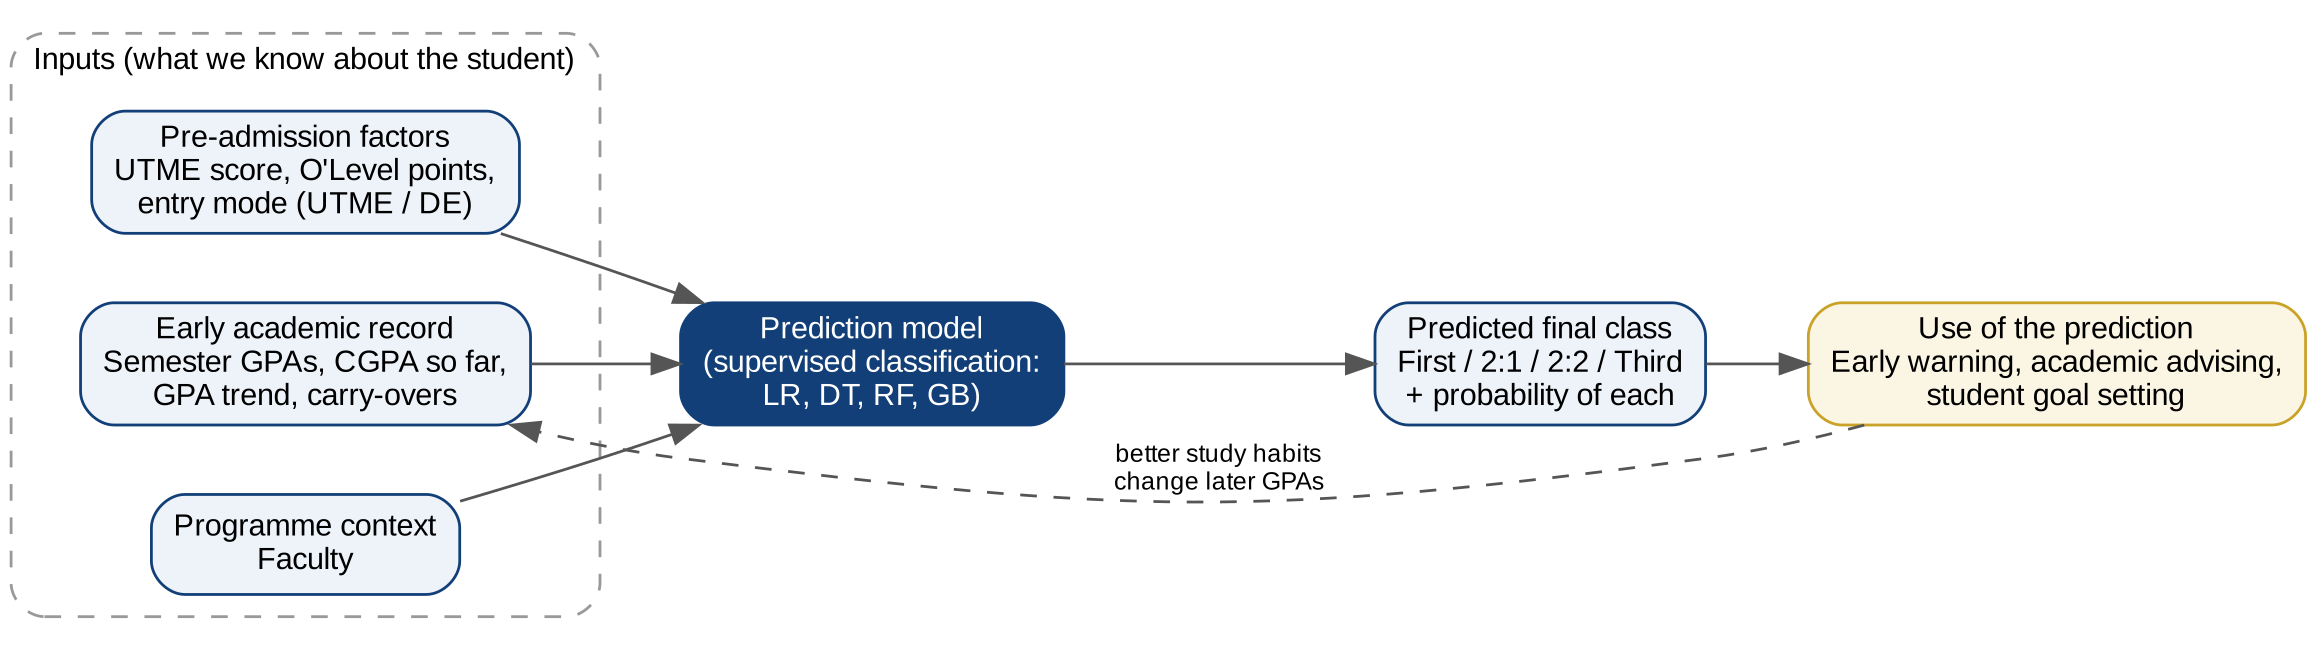 Inputs (what we know about the student)
Pre-admission factors
UTME score, O'Level points,
entry mode (UTME / DE)
Early academic record
Semester GPAs, CGPA so far,
GPA trend, carry-overs
Programme context
Faculty
Prediction model
(supervised classification:
LR, DT, RF, GB)
Predicted final class
First / 2:1 / 2:2 / Third
+ probability of each
Use of the prediction
Early warning, academic advising,
student goal setting
better study habits
change later GPAs